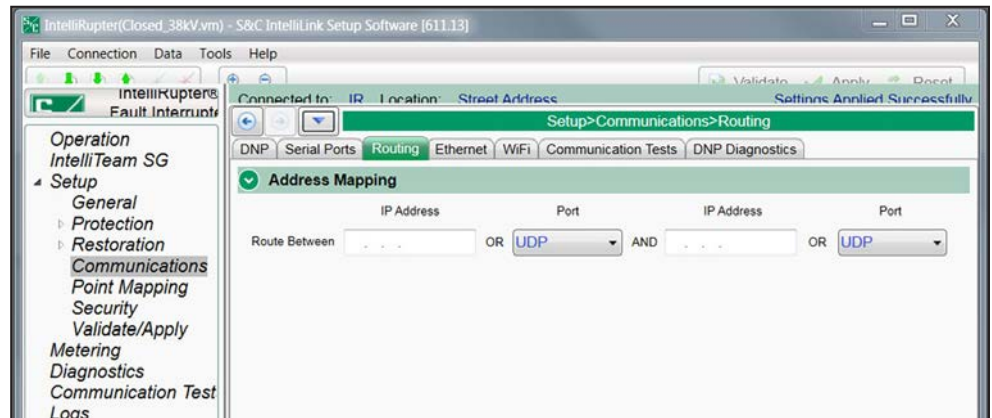 IntelliRupter(Closed_38kV.vm) - S&C IntelliLink Setup Software [611.13]
File Connection Data Tools Help
Validate Apply Reset
IntelliRupter®
Fault Interrupte
Connected to: IR Location: Street Address Settings Applied Successfully
Setup>Communications>Routing
DNP Serial Ports Routing Ethernet WiFi Communication Tests DNP Diagnostics
Operation
IntelliTeam SG
Setup
General
Protection
Restoration
Communications
Point Mapping
Security
Validate/Apply
Metering
Diagnostics
Communication Test
Logs
Address Mapping
IP Address Port IP Address Port
Route Between . . . OR UDP AND . . . OR UDP